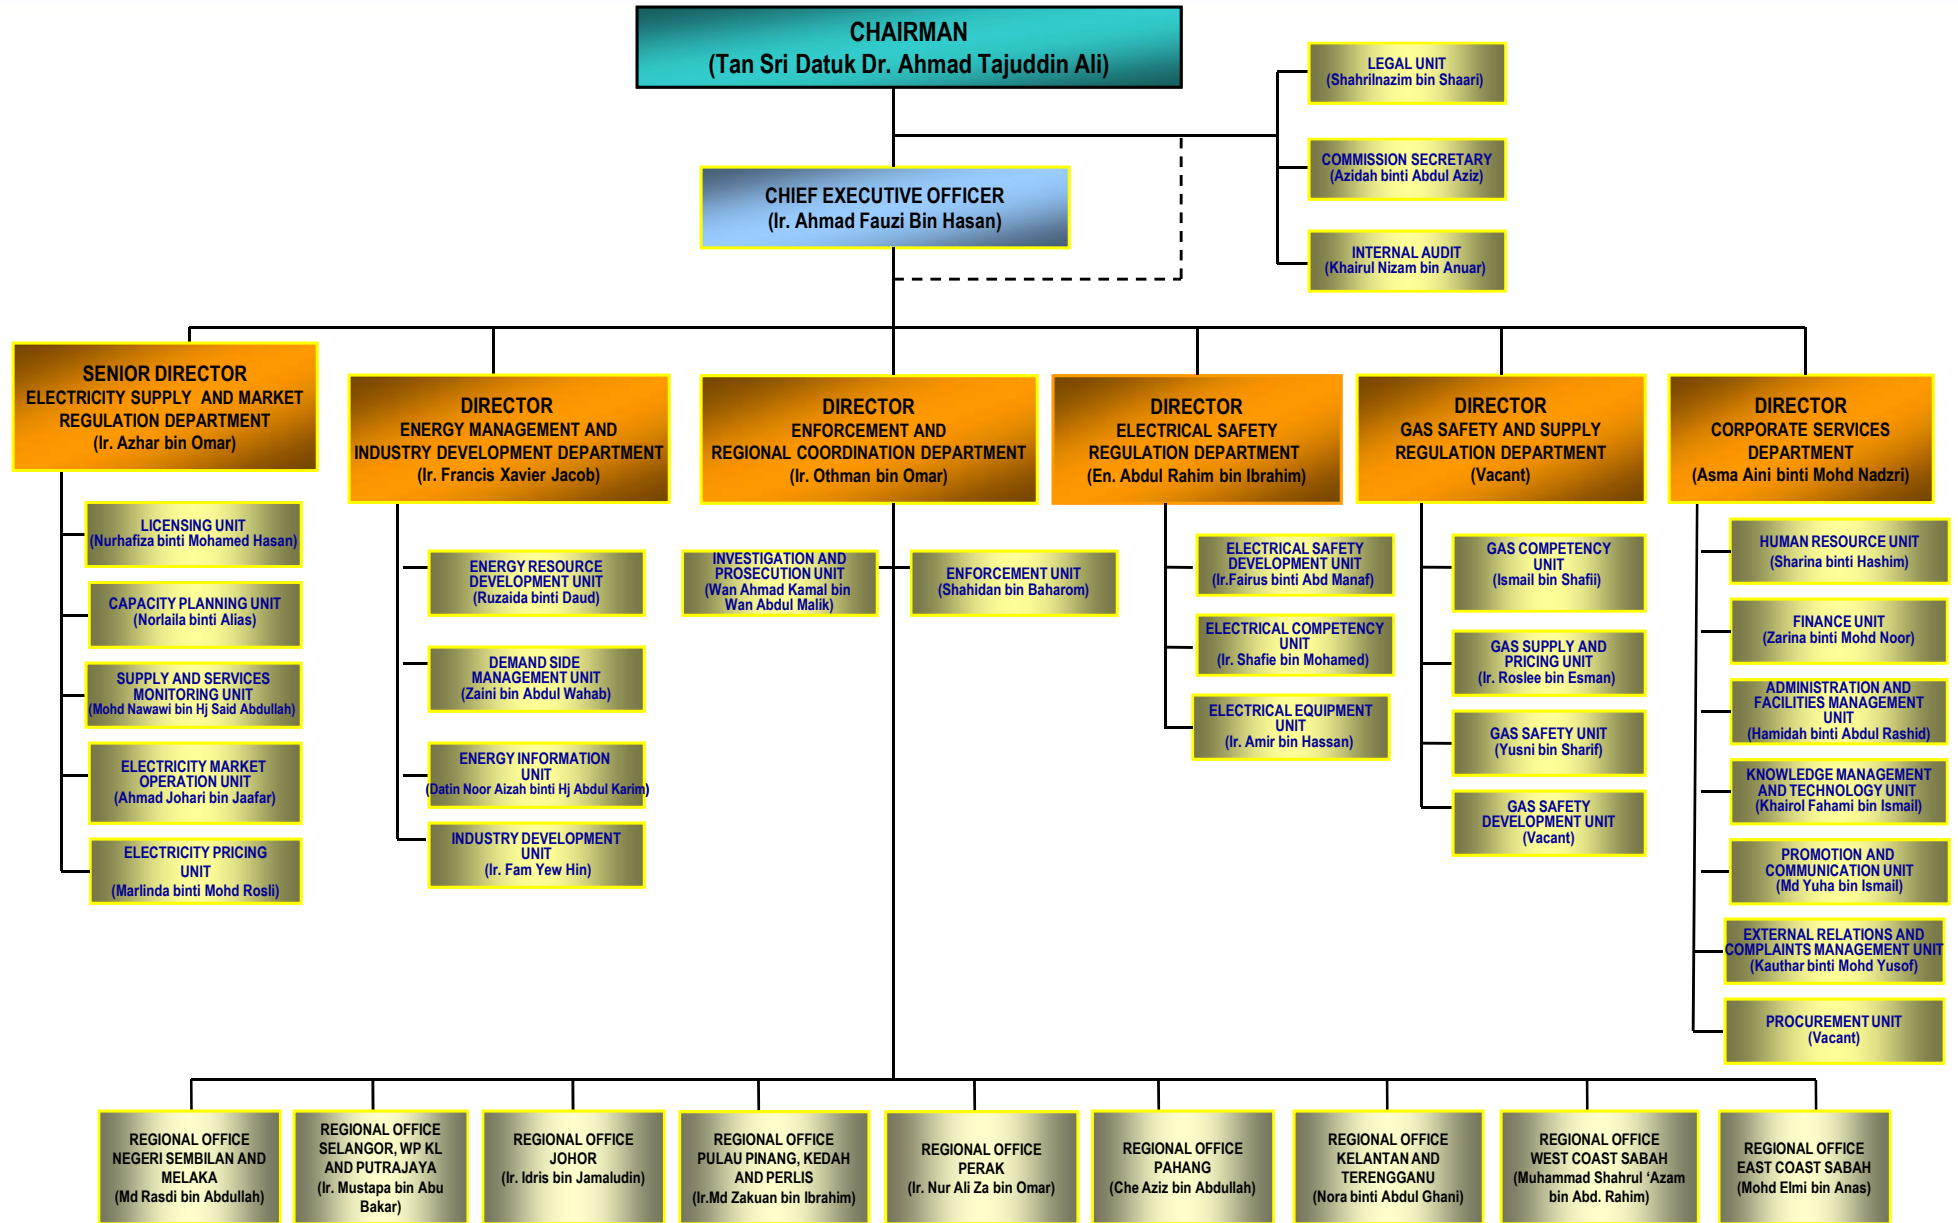 CHAIRMAN
(Tan Sri Datuk Dr. Ahmad Tajuddin Ali)
LEGAL UNIT
(Shahrilnazim bin Shaari)
COMMISSION SECRETARY
(Azidah binti Abdul Aziz)
INTERNAL AUDIT
(Khairul Nizam bin Anuar)
CHIEF EXECUTIVE OFFICER
(Ir. Ahmad Fauzi Bin Hasan)
SENIOR DIRECTOR
ELECTRICITY SUPPLY AND MARKET
REGULATION DEPARTMENT
(Ir. Azhar bin Omar)
LICENSING UNIT
(Nurhafiza binti Mohamed Hasan)
CAPACITY PLANNING UNIT
(Norlaila binti Alias)
SUPPLY AND SERVICES
MONITORING UNIT
(Mohd Nawawi bin Hj Said Abdullah)
ELECTRICITY MARKET
OPERATION UNIT
(Ahmad Johari bin Jaafar)
ELECTRICITY PRICING
UNIT
(Marlinda binti Mohd Rosli)
DIRECTOR
ENERGY MANAGEMENT AND
INDUSTRY DEVELOPMENT DEPARTMENT
(Ir. Francis Xavier Jacob)
ENERGY RESOURCE
DEVELOPMENT UNIT
(Ruzaida binti Daud)
DEMAND SIDE
MANAGEMENT UNIT
(Zaini bin Abdul Wahab)
ENERGY INFORMATION
UNIT
(Datin Noor Aizah binti Hj Abdul Karim)
INDUSTRY DEVELOPMENT
UNIT
(Ir. Fam Yew Hin)
DIRECTOR
ENFORCEMENT AND
REGIONAL COORDINATION DEPARTMENT
(Ir. Othman bin Omar)
INVESTIGATION AND
PROSECUTION UNIT
(Wan Ahmad Kamal bin
Wan Abdul Malik)
ENFORCEMENT UNIT
(Shahidan bin Baharom)
DIRECTOR
ELECTRICAL SAFETY
REGULATION DEPARTMENT
(En. Abdul Rahim bin Ibrahim)
ELECTRICAL SAFETY
DEVELOPMENT UNIT
(Ir.Fairus binti Abd Manaf)
ELECTRICAL COMPETENCY
UNIT
(Ir. Shafie bin Mohamed)
ELECTRICAL EQUIPMENT
UNIT
(Ir. Amir bin Hassan)
DIRECTOR
GAS SAFETY AND SUPPLY
REGULATION DEPARTMENT
(Vacant)
GAS COMPETENCY
UNIT
(Ismail bin Shafii)
GAS SUPPLY AND
PRICING UNIT
(Ir. Roslee bin Esman)
GAS SAFETY UNIT
(Yusni bin Sharif)
GAS SAFETY
DEVELOPMENT UNIT
(Vacant)
DIRECTOR
CORPORATE SERVICES
DEPARTMENT
(Asma Aini binti Mohd Nadzri)
HUMAN RESOURCE UNIT
(Sharina binti Hashim)
FINANCE UNIT
(Zarina binti Mohd Noor)
ADMINISTRATION AND
FACILITIES MANAGEMENT
UNIT
(Hamidah binti Abdul Rashid)
KNOWLEDGE MANAGEMENT
AND TECHNOLOGY UNIT
(Khairol Fahami bin Ismail)
PROMOTION AND
COMMUNICATION UNIT
(Md Yuha bin Ismail)
EXTERNAL RELATIONS AND
COMPLAINTS MANAGEMENT UNIT
(Kauthar binti Mohd Yusof)
PROCUREMENT UNIT
(Vacant)
REGIONAL OFFICE
NEGERI SEMBILAN AND
MELAKA
(Md Rasdi bin Abdullah)
REGIONAL OFFICE
SELANGOR, WP KL
AND PUTRAJAYA
(Ir. Mustapa bin Abu
Bakar)
REGIONAL OFFICE
JOHOR
(Ir. Idris bin Jamaludin)
REGIONAL OFFICE
PULAU PINANG, KEDAH
AND PERLIS
(Ir.Md Zakuan bin Ibrahim)
REGIONAL OFFICE
PERAK
(Ir. Nur Ali Za bin Omar)
REGIONAL OFFICE
PAHANG
(Che Aziz bin Abdullah)
REGIONAL OFFICE
KELANTAN AND
TERENGGANU
(Nora binti Abdul Ghani)
REGIONAL OFFICE
WEST COAST SABAH
(Muhammad Shahrul ‘Azam
bin Abd. Rahim)
REGIONAL OFFICE
EAST COAST SABAH
(Mohd Elmi bin Anas)